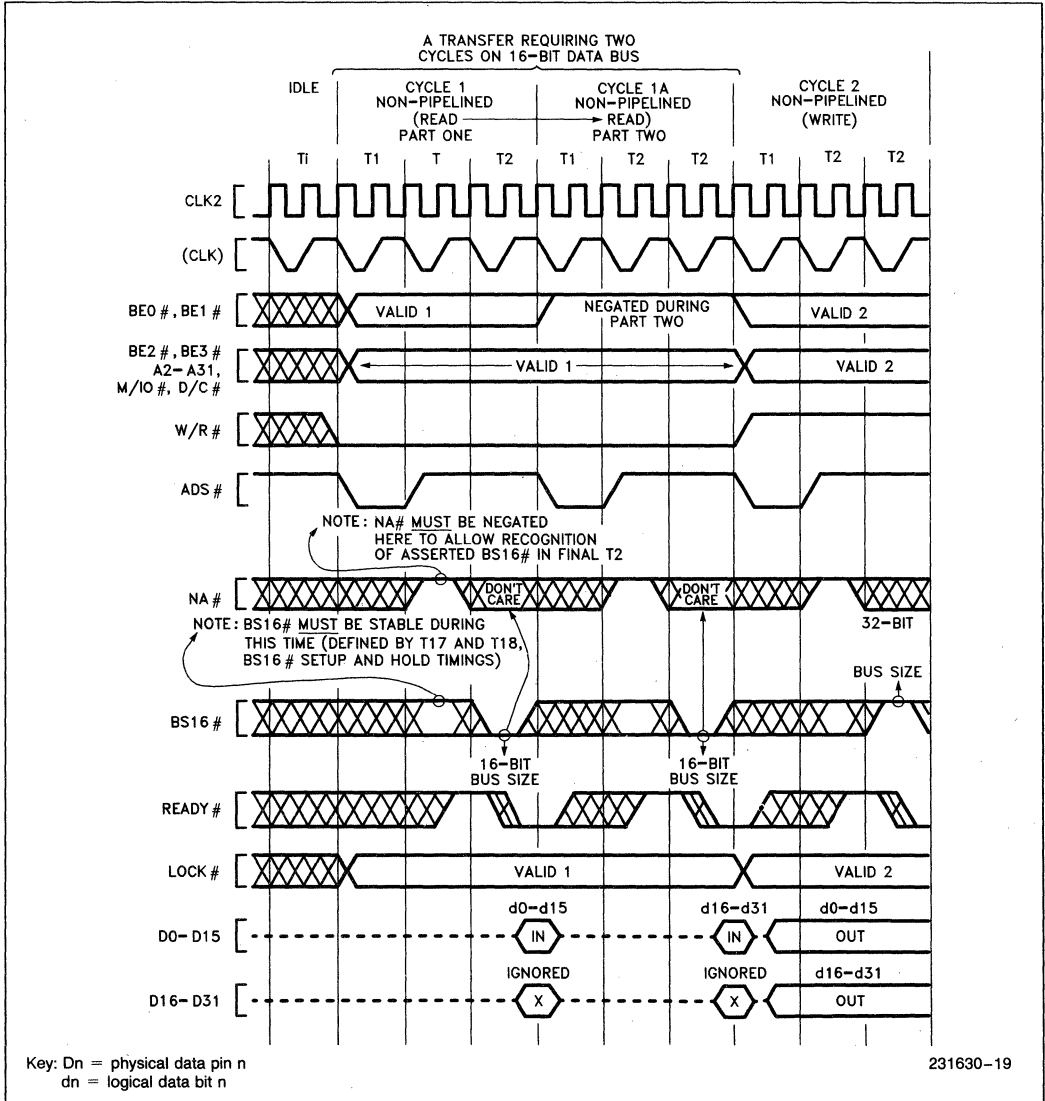 A TRANSFER REQUIRING TWO
CYCLES ON 16-BIT DATA BUS
IDLE
CYCLE 1
NON-PIPELINED
(READ
PART ONE
CYCLE 1A
NON-PIPELINED
READ)
PART TWO
CYCLE 2
NON-PIPELINED
(WRITE)
Ti T1 T T2 T1 T2 T2 T1 T2 T2
CLK2
(CLK)
BE0 #, BE1 # VALID 1 NEGATED DURING PART TWO VALID 2
BE2 #, BE3 #
A2-A31,
M/IO #, D/C #
VALID 1 VALID 2
W/R #
ADS #
NOTE: NA# MUST BE NEGATED
HERE TO ALLOW RECOGNITION
OF ASSERTED BS16# IN FINAL T2
NA # DON'T CARE DON'T CARE
32-BIT
BUS SIZE
NOTE: BS16# MUST BE STABLE DURING
THIS TIME (DEFINED BY T17 AND T18,
BS16 # SETUP AND HOLD TIMINGS)
BS16 #
16-BIT
BUS SIZE
16-BIT
BUS SIZE
READY #
LOCK # VALID 1 VALID 2
d0-d15 d16-d31 d0-d15
D0-D15 IN IN OUT
IGNORED IGNORED d16-d31
D16-D31 X X OUT
Key: Dn = physical data pin n
dn = logical data bit n
231630-19